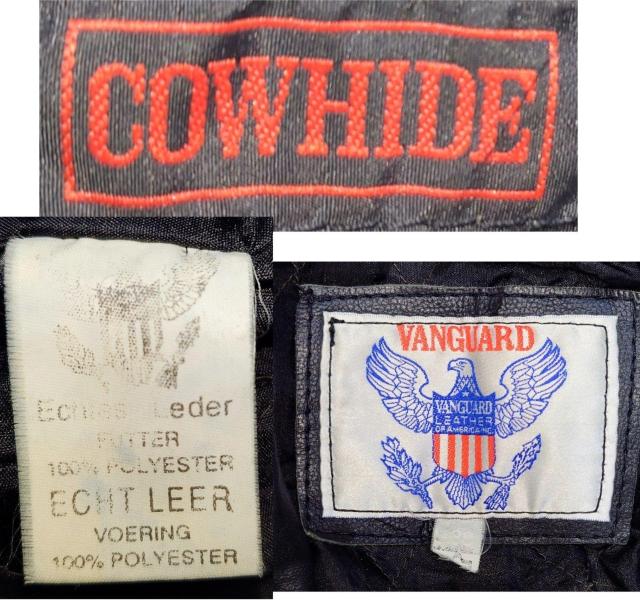 COWHIDE
Echtes Leder
FUTTER
100% POLYESTER
ECHT LEER
VOERING
100% POLYESTER
VANGUARD
VANGUARD
LEATHER
OF AMERICA INC.